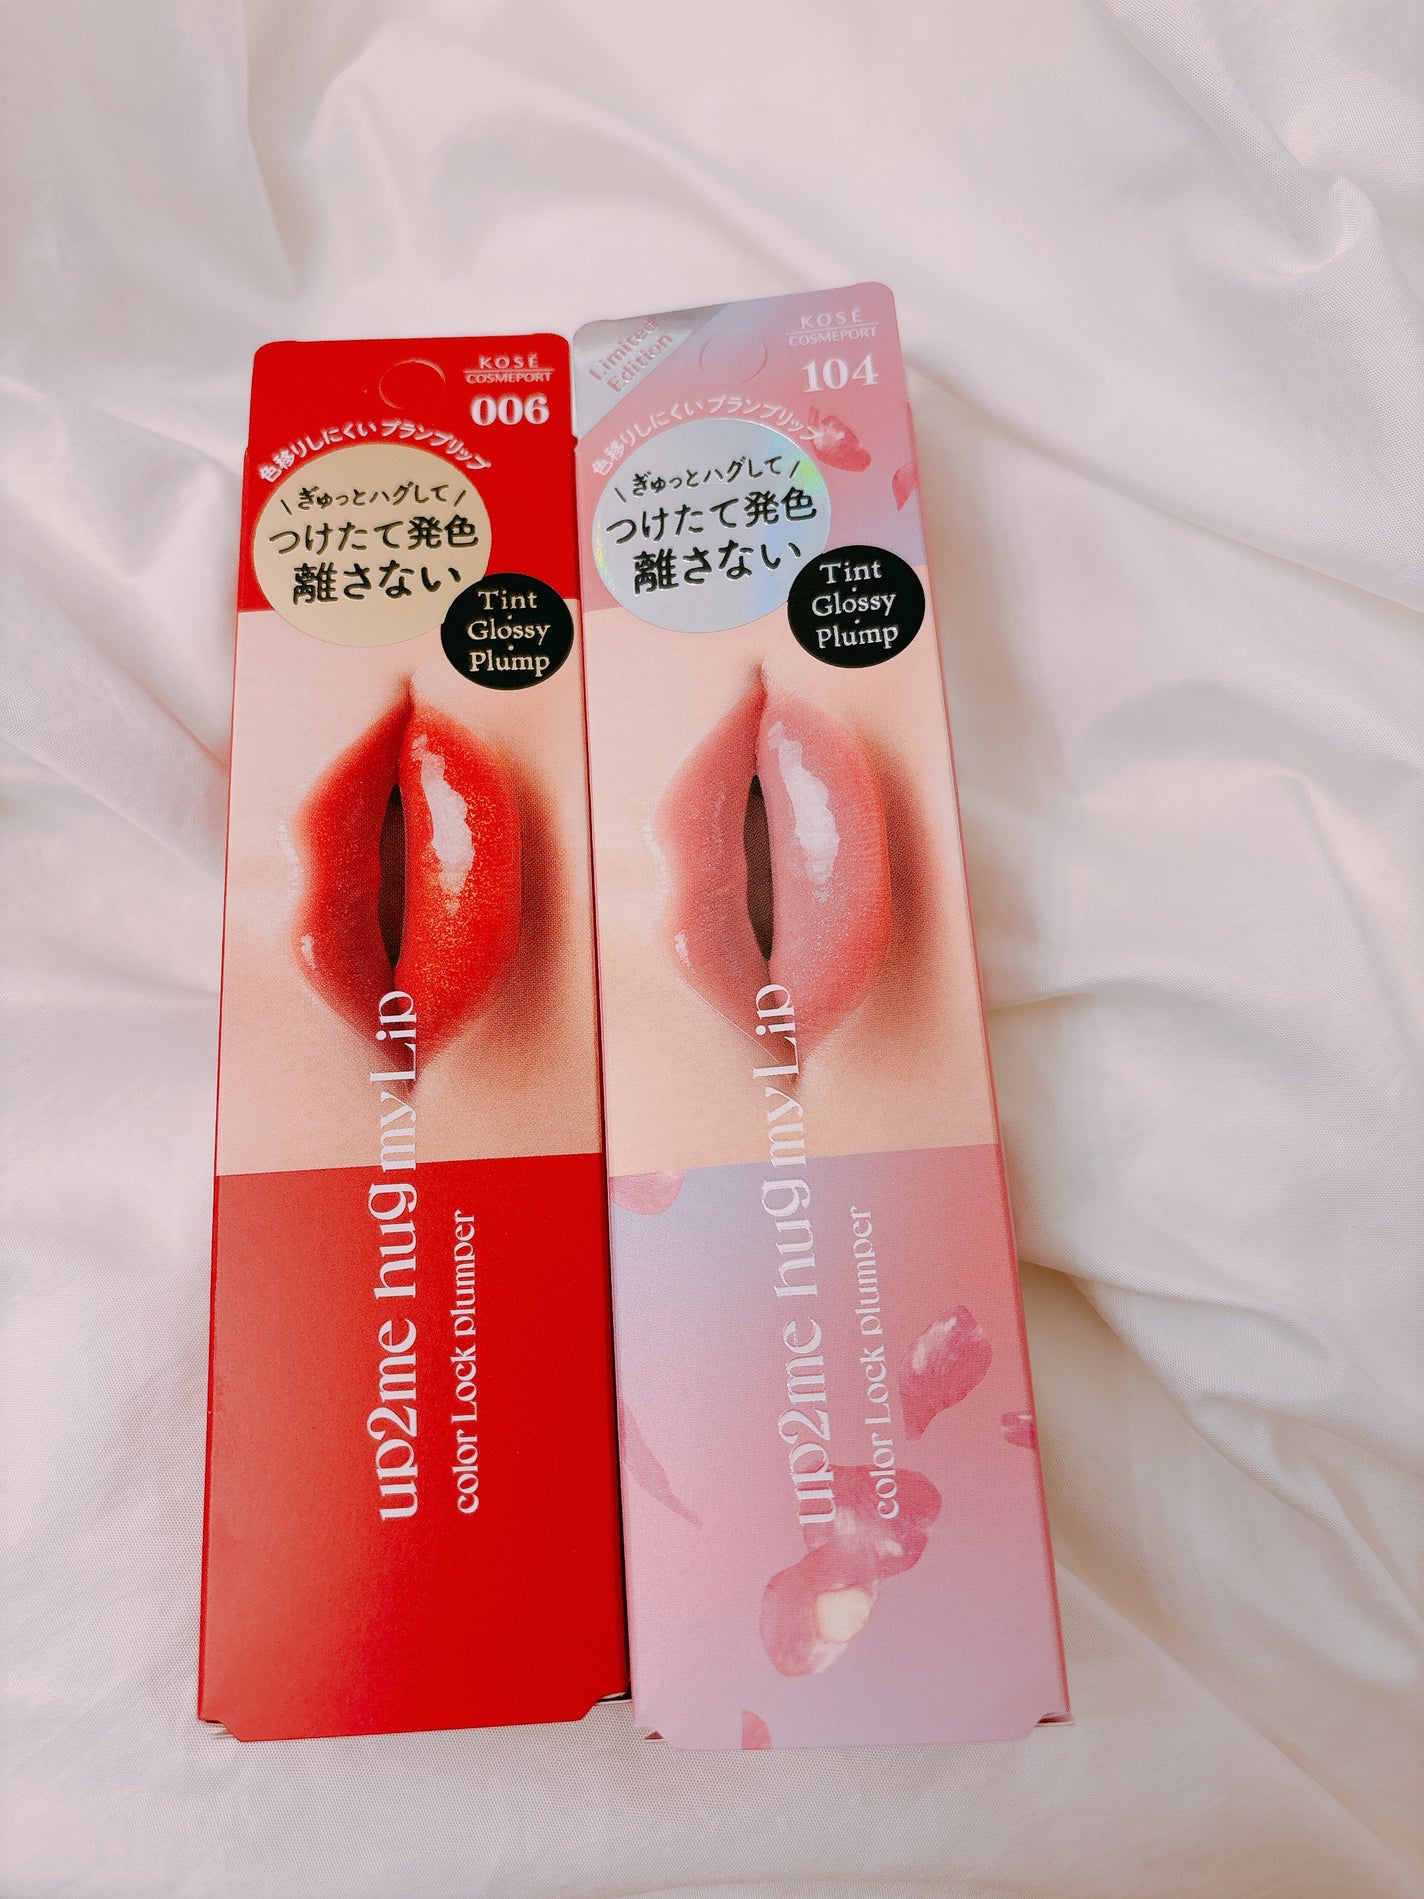 KOSÉ
COSMEPORT
006
色移りしにくい プランプリップ
\ ぎゅっとハグして /
つけたて発色
離さない
Tint
・
Glossy
・
Plump
up2me hug my Lip
color Lock plumper
Limited
Edition
KOSÉ
COSMEPORT
104
色移りしにくい プランプリップ
\ ぎゅっとハグして /
つけたて発色
離さない
Tint
・
Glossy
・
Plump
up2me hug my Lip
color Lock plumper